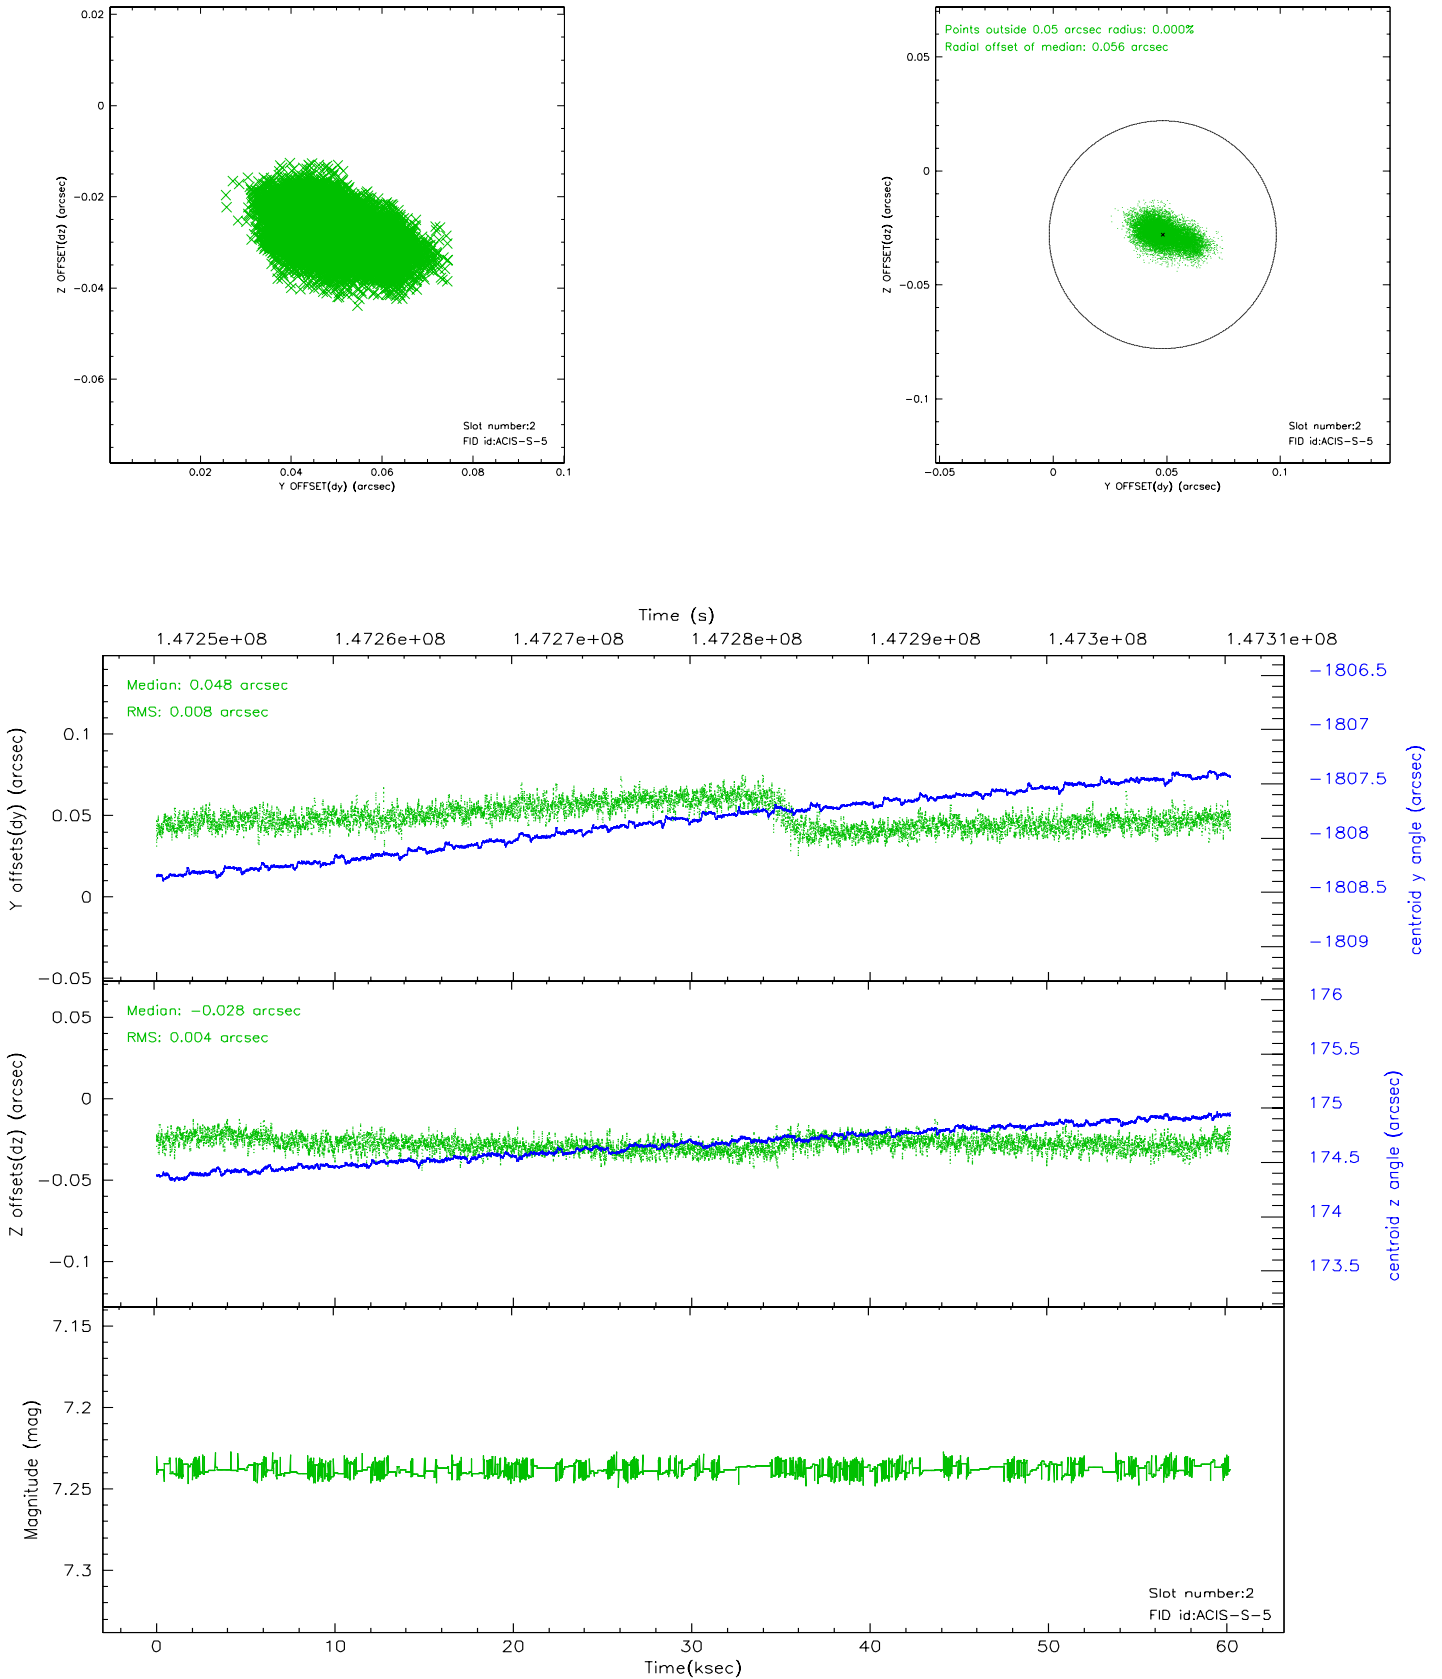 0.02
0
−0.02
−0.04
−0.06
Z OFFSET(dz) (arcsec)
0.02
0.04
0.06
0.08
0.1
Y OFFSET(dy) (arcsec)
Slot number:2
FID id:ACIS−S−5
Points outside 0.05 arcsec radius: 0.000%
Radial offset of median: 0.056 arcsec
0.05
0
−0.05
−0.1
Z OFFSET(dz) (arcsec)
−0.05
0
0.05
0.1
Y OFFSET(dy) (arcsec)
Slot number:2
FID id:ACIS−S−5
Time (s)
1.4725e+08
1.4726e+08
1.4727e+08
1.4728e+08
1.4729e+08
1.473e+08
1.4731e+08
Median: 0.048 arcsec
RMS: 0.008 arcsec
0.1
0.05
0
−0.05
Y offsets(dy) (arcsec)
−1806.5
−1807
−1807.5
−1808
−1808.5
−1809
centroid y angle (arcsec)
Median: −0.028 arcsec
RMS: 0.004 arcsec
0.05
0
−0.05
−0.1
Z offsets(dz) (arcsec)
176
175.5
175
174.5
174
173.5
centroid z angle (arcsec)
7.15
7.2
7.25
7.3
Magnitude (mag)
Slot number:2
FID id:ACIS−S−5
0
10
20
30
40
50
60
Time(ksec)